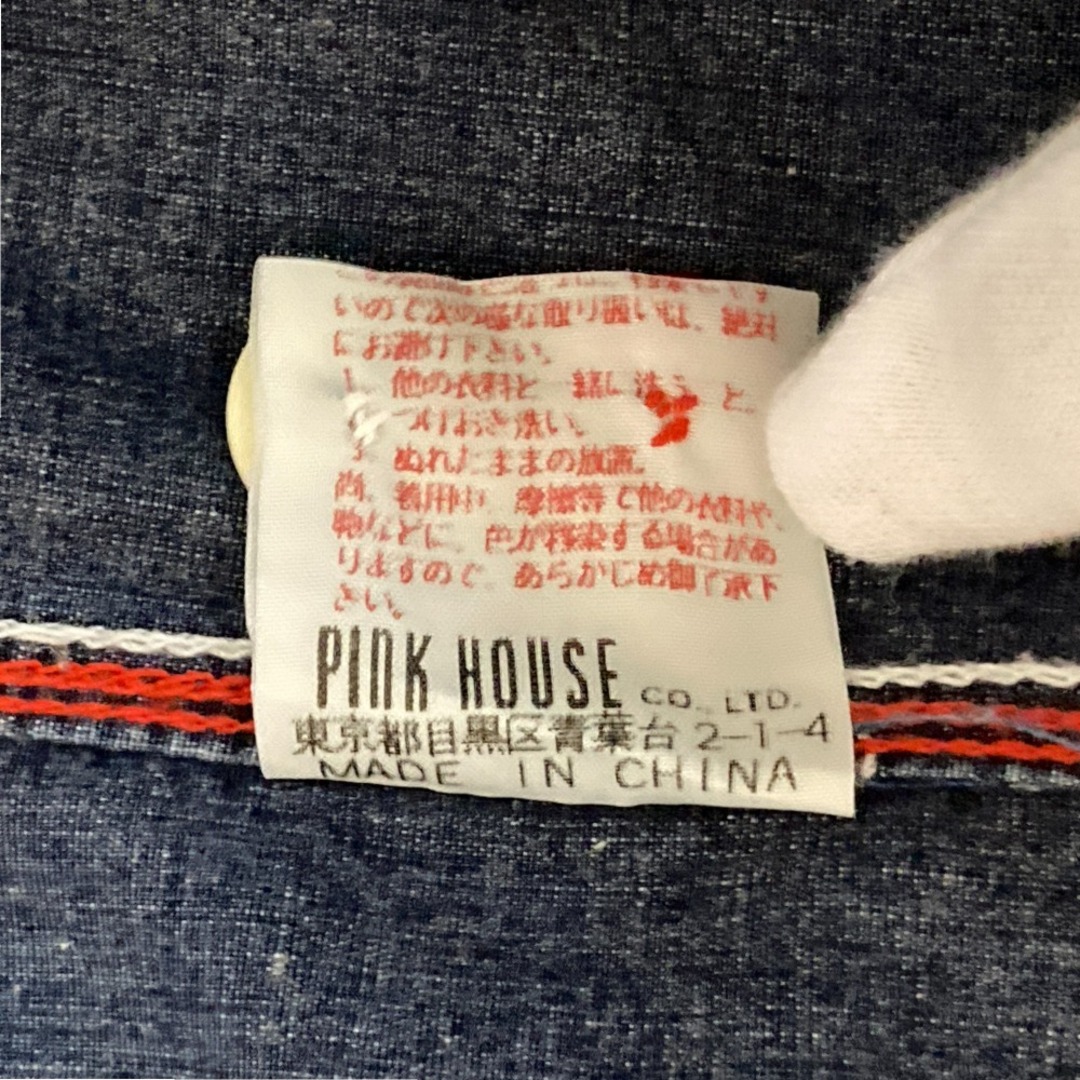 いので次の様な取り扱いは、絶対
にお避け下さい。
1. 他の衣料と 緒に洗う と。
つけおき洗い。
3. ぬれたままの放置。
尚、着用中、摩擦等で他の衣料や、
物などに、色が移染する場合があ
りますので、あらかじめ御了承下
さい。
PINK HOUSE CO., LTD.
東京都目黒区青葉台2-1-4
MADE IN CHINA